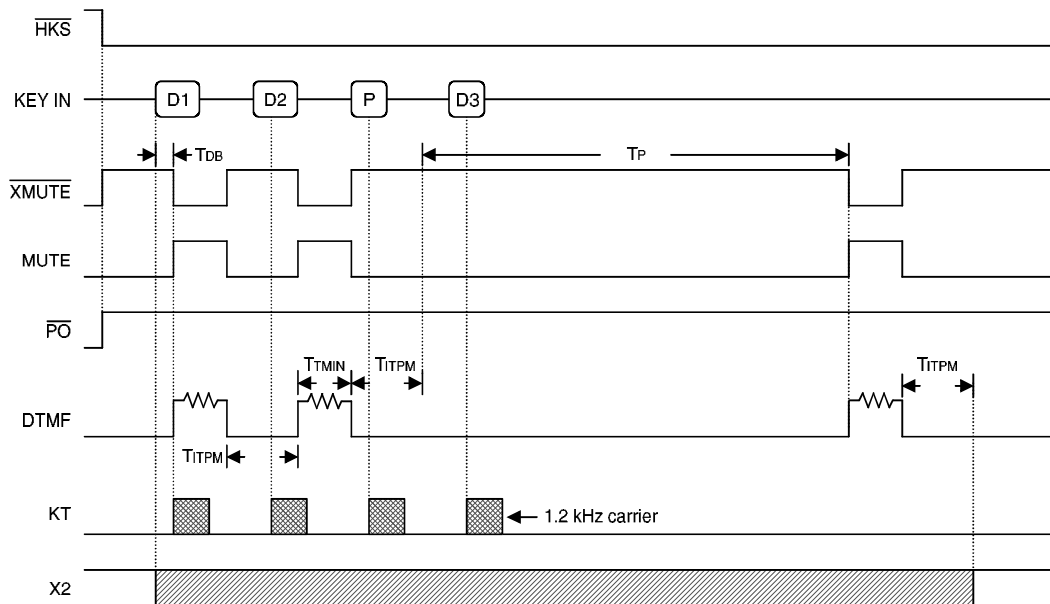 HKS
KEY IN
D1
D2
P
D3
TDB
TP
XMUTE
MUTE
PO
TTMIN
TITPM
TITPM
DTMF
TITPM
KT
1.2 kHz carrier
X2